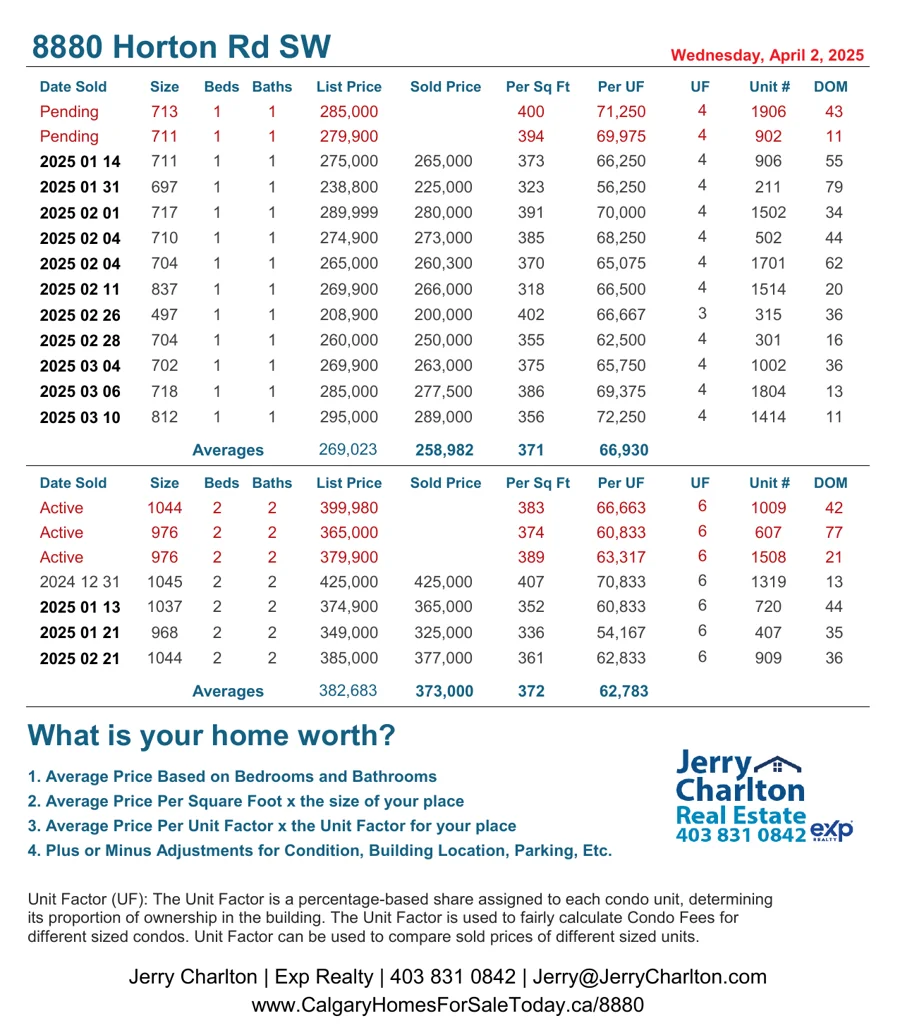 8880 Horton Rd SW
Wednesday, April 2, 2025
Date Sold Size Beds Baths List Price Sold Price Per Sq Ft Per UF UF Unit # DOM
Pending 713 1 1 285,000 400 71,250 4 1906 43
Pending 711 1 1 279,900 394 69,975 4 902 11
2025 01 14 711 1 1 275,000 265,000 373 66,250 4 906 55
2025 01 31 697 1 1 238,800 225,000 323 56,250 4 211 79
2025 02 01 717 1 1 289,999 280,000 391 70,000 4 1502 34
2025 02 04 710 1 1 274,900 273,000 385 68,250 4 502 44
2025 02 04 704 1 1 265,000 260,300 370 65,075 4 1701 62
2025 02 11 837 1 1 269,900 266,000 318 66,500 4 1514 20
2025 02 26 497 1 1 208,900 200,000 402 66,667 3 315 36
2025 02 28 704 1 1 260,000 250,000 355 62,500 4 301 16
2025 03 04 702 1 1 269,900 263,000 375 65,750 4 1002 36
2025 03 06 718 1 1 285,000 277,500 386 69,375 4 1804 13
2025 03 10 812 1 1 295,000 289,000 356 72,250 4 1414 11
Averages 269,023 258,982 371 66,930
Date Sold Size Beds Baths List Price Sold Price Per Sq Ft Per UF UF Unit # DOM
Active 1044 2 2 399,980 383 66,663 6 1009 42
Active 976 2 2 365,000 374 60,833 6 607 77
Active 976 2 2 379,900 389 63,317 6 1508 21
2024 12 31 1045 2 2 425,000 425,000 407 70,833 6 1319 13
2025 01 13 1037 2 2 374,900 365,000 352 60,833 6 720 44
2025 01 21 968 2 2 349,000 325,000 336 54,167 6 407 35
2025 02 21 1044 2 2 385,000 377,000 361 62,833 6 909 36
Averages 382,683 373,000 372 62,783
What is your home worth?
1. Average Price Based on Bedrooms and Bathrooms
2. Average Price Per Square Foot x the size of your place
3. Average Price Per Unit Factor x the Unit Factor for your place
4. Plus or Minus Adjustments for Condition, Building Location, Parking, Etc.
Jerry
Charlton
Real Estate
403 831 0842 exp
REALTY
Unit Factor (UF): The Unit Factor is a percentage-based share assigned to each condo unit, determining
its proportion of ownership in the building. The Unit Factor is used to fairly calculate Condo Fees for
different sized condos. Unit Factor can be used to compare sold prices of different sized units.
Jerry Charlton | Exp Realty | 403 831 0842 | Jerry@JerryCharlton.com
www.CalgaryHomesForSaleToday.ca/8880